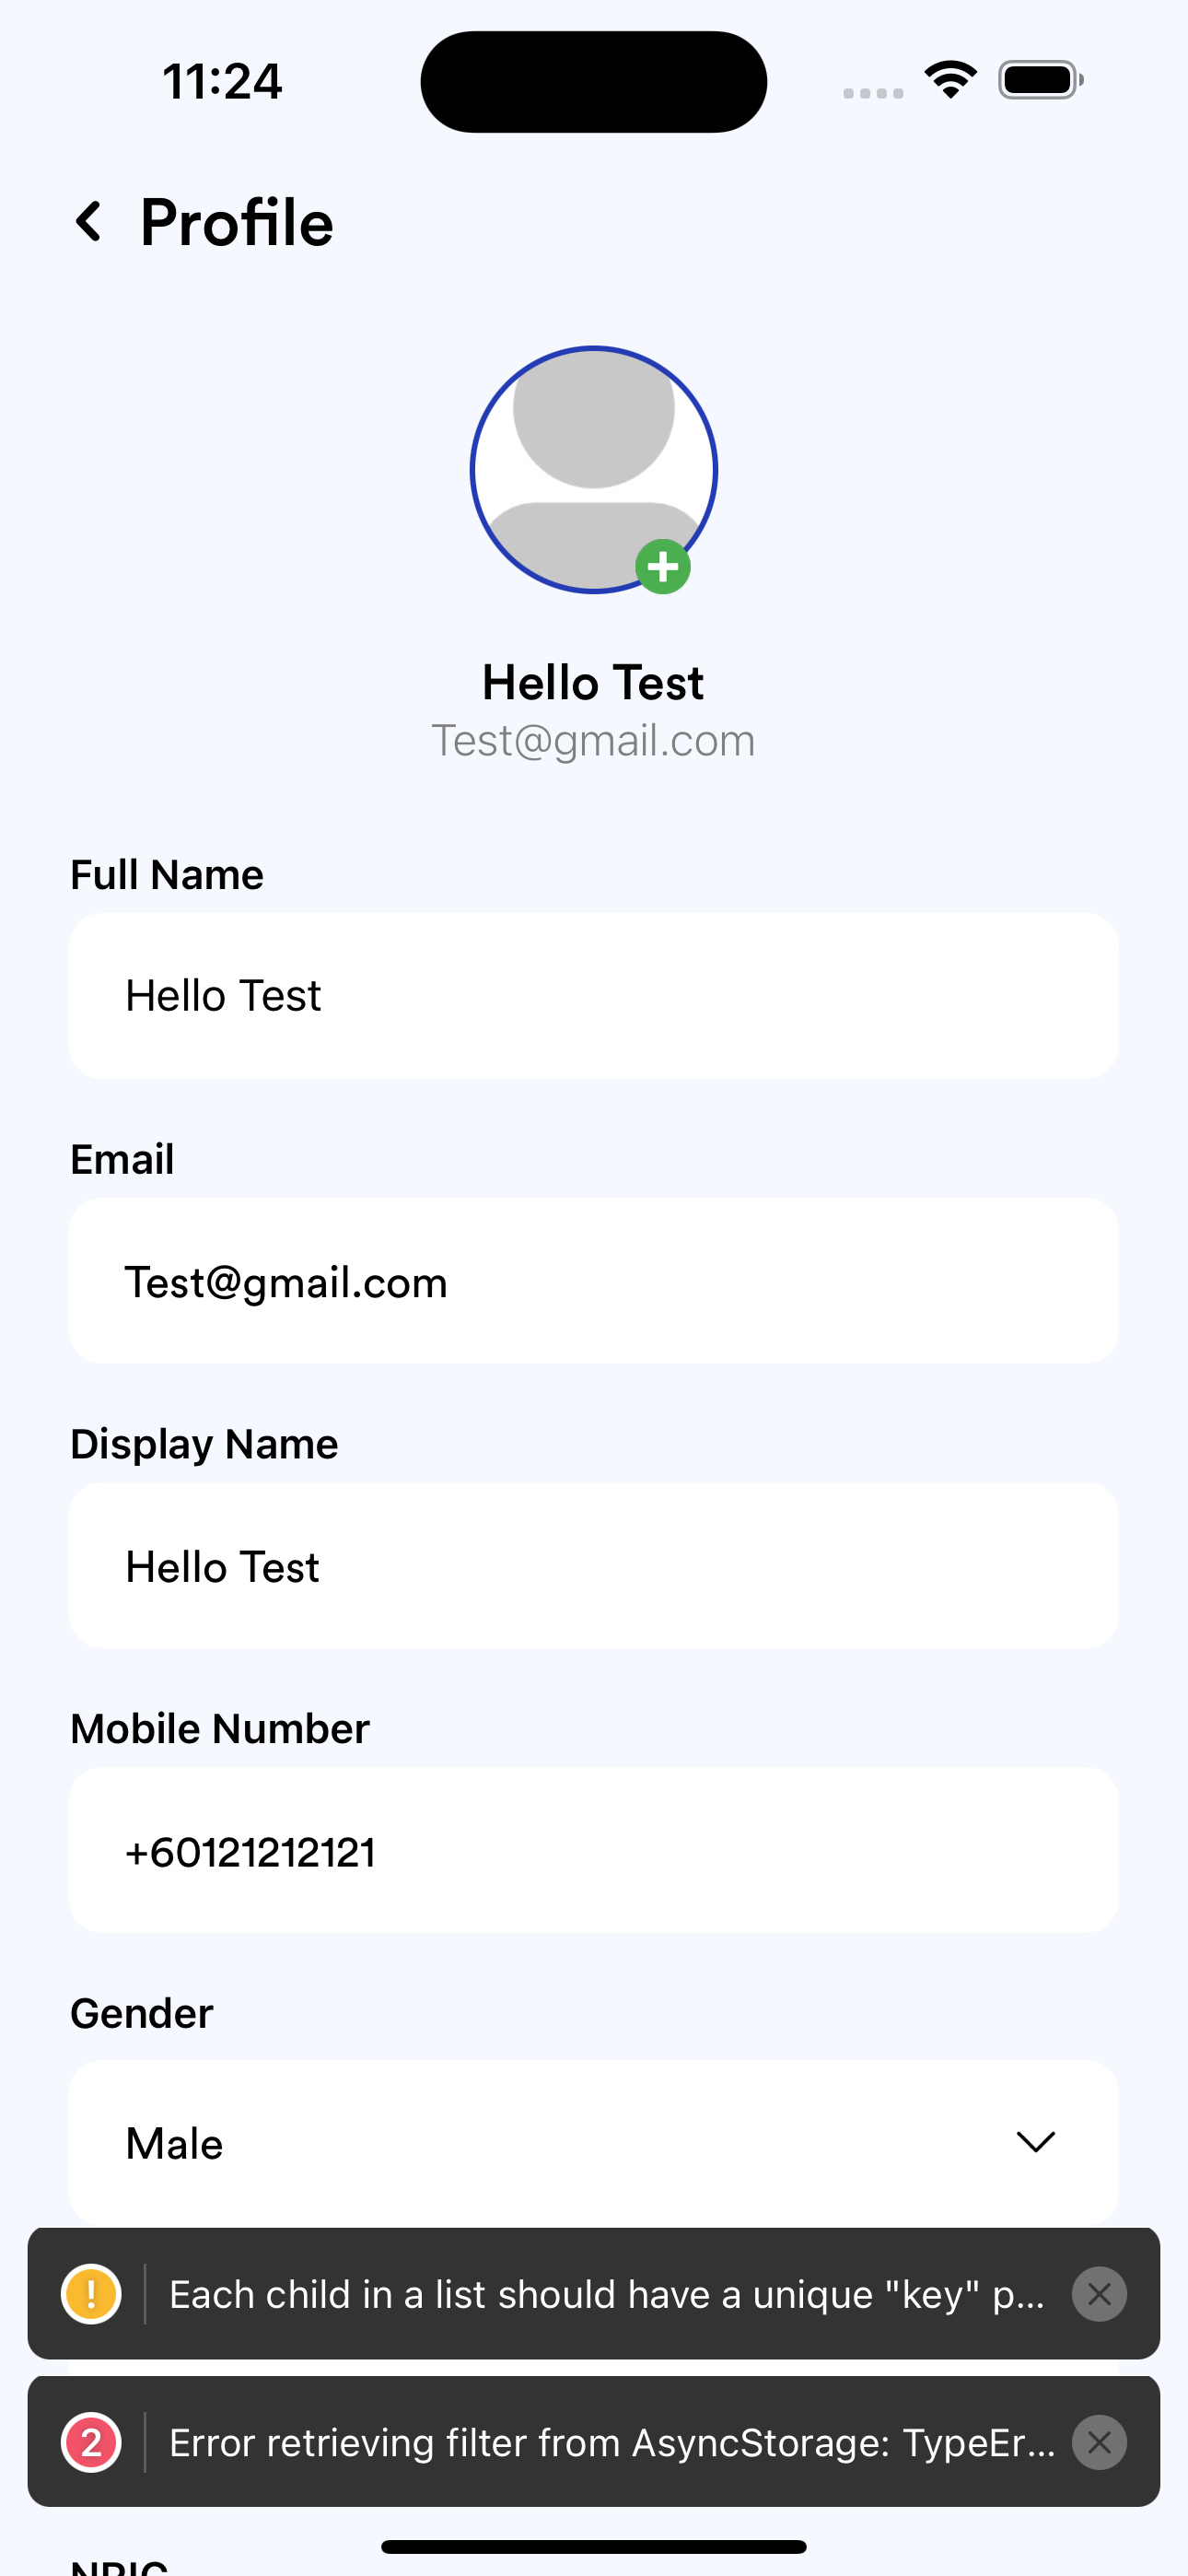 11:24
Profile
Hello Test
Test@gmail.com
Full Name
Hello Test
Email
Test@gmail.com
Display Name
Hello Test
Mobile Number
+60121212121
Gender
Male
! Each child in a list should have a unique "key" p...
2 Error retrieving filter from AsyncStorage: TypeEr...
NRIC